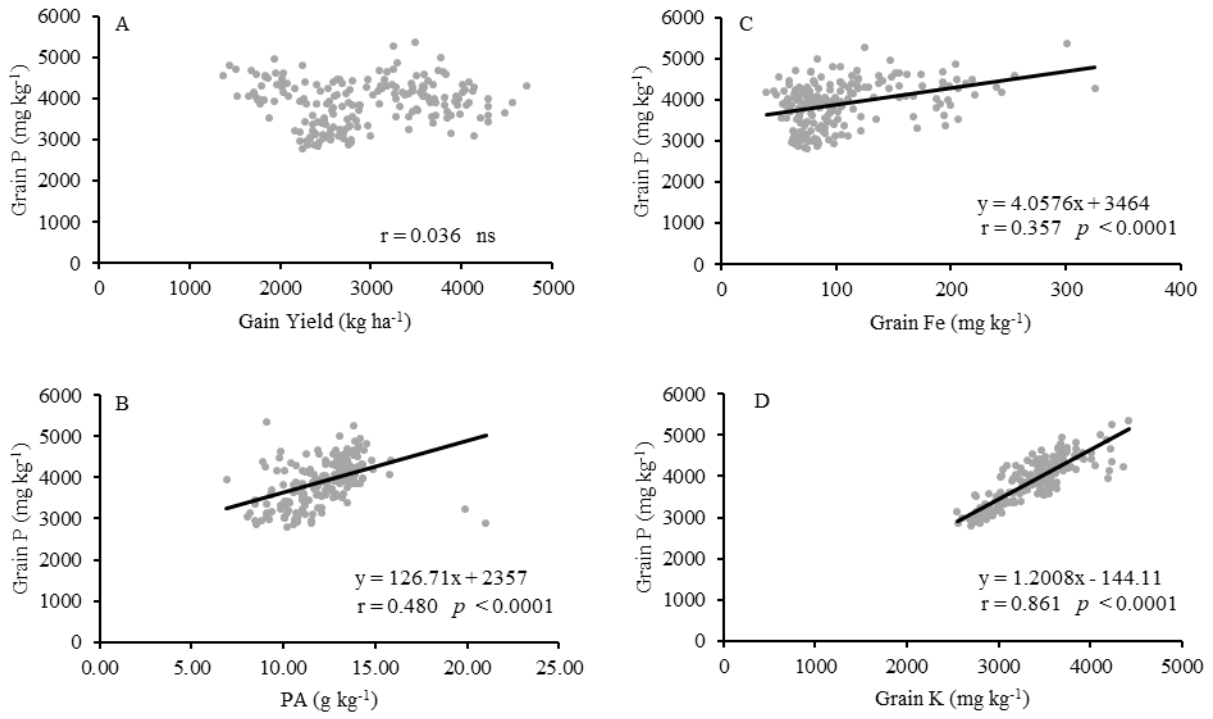 A
Grain P (mg kg-1)
6000
5000
4000
3000
2000
1000
0
r = 0.036 ns
0 1000 2000 3000 4000 5000
Gain Yield (kg ha-1)
C
Grain P (mg kg-1)
6000
5000
4000
3000
2000
1000
0
y = 4.0576x + 3464
r = 0.357 p < 0.0001
0 100 200 300 400
Grain Fe (mg kg-1)
B
Grain P (mg kg-1)
6000
5000
4000
3000
2000
1000
0
y = 126.71x + 2357
r = 0.480 p < 0.0001
0.00 5.00 10.00 15.00 20.00 25.00
PA (g kg-1)
D
Grain P (mg kg-1)
6000
5000
4000
3000
2000
1000
0
y = 1.2008x - 144.11
r = 0.861 p < 0.0001
0 1000 2000 3000 4000 5000
Grain K (mg kg-1)